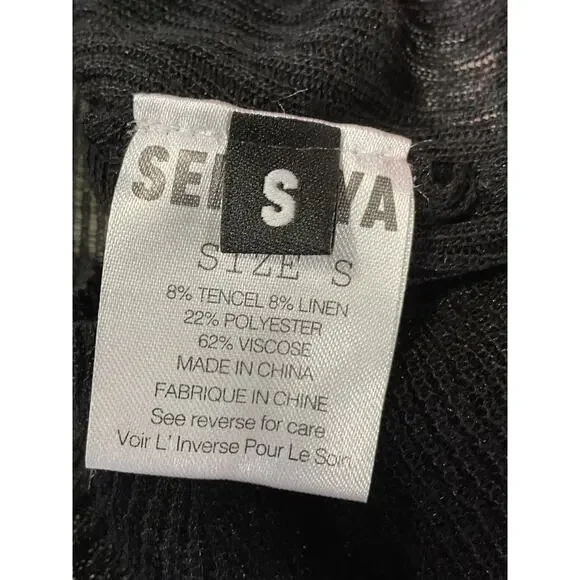 S
SIZE S
8% TENCEL 8% LINEN
22% POLYESTER
62% VISCOSE
MADE IN CHINA
FABRIQUE IN CHINE
See reverse for care
Voir L' Inverse Pour Le Soin